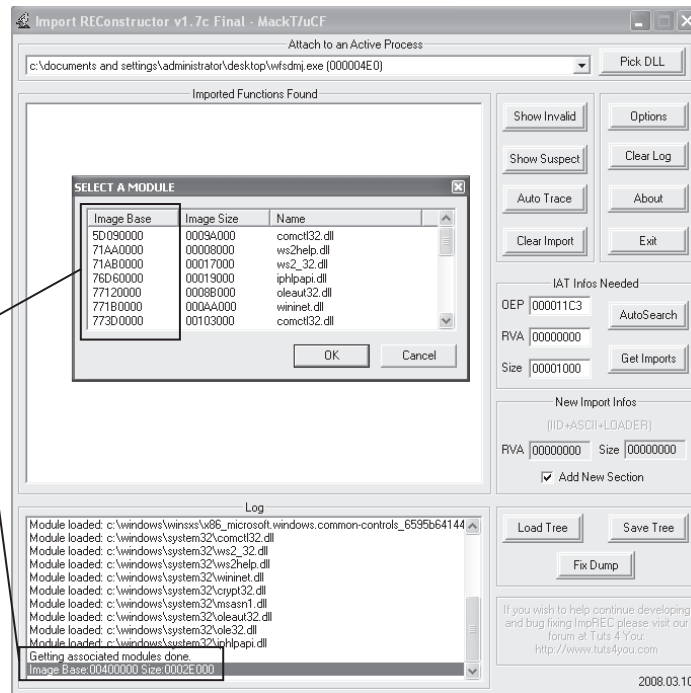 Import REConstructor v1.7c Final - MackT/uCF
Attach to an Active Process
c:\documents and settings\administrator\desktop\wfsdmj.exe (000004E0)
Pick DLL
Imported Functions Found
Show Invalid
Options
Show Suspect
Clear Log
Auto Trace
About
Clear Import
Exit
SELECT A MODULE
Image Base Image Size Name
5D090000 0009A000 comctl32.dll
71AA0000 00008000 ws2help.dll
71AB0000 00017000 ws2_32.dll
76D60000 00019000 iphlpapi.dll
77120000 0008B000 oleaut32.dll
771B0000 000AA000 wininet.dll
773D0000 00103000 comctl32.dll
OK Cancel
IAT Infos Needed
OEP 000011C3
AutoSearch
RVA 00000000
Size 00001000
Get Imports
New Import Infos
(IID+ASCII+LOADER)
RVA 00000000 Size 00000000
Add New Section
Log
Module loaded: c:\windows\winsxs\x86_microsoft.windows.common-controls_6595b64144
Module loaded: c:\windows\system32\comctl32.dll
Module loaded: c:\windows\system32\ws2_32.dll
Module loaded: c:\windows\system32\ws2help.dll
Module loaded: c:\windows\system32\wininet.dll
Module loaded: c:\windows\system32\crypt32.dll
Module loaded: c:\windows\system32\msasn1.dll
Module loaded: c:\windows\system32\oleaut32.dll
Module loaded: c:\windows\system32\ole32.dll
Module loaded: c:\windows\system32\iphlpapi.dll
Getting associated modules done.
Image Base:00400000 Size:0002E000
Load Tree
Save Tree
Fix Dump
If you wish to help continue developing
and bug fixing ImpREC please visit our
forum at Tuts 4 You:
http://www.tuts4you.com
2008.03.10